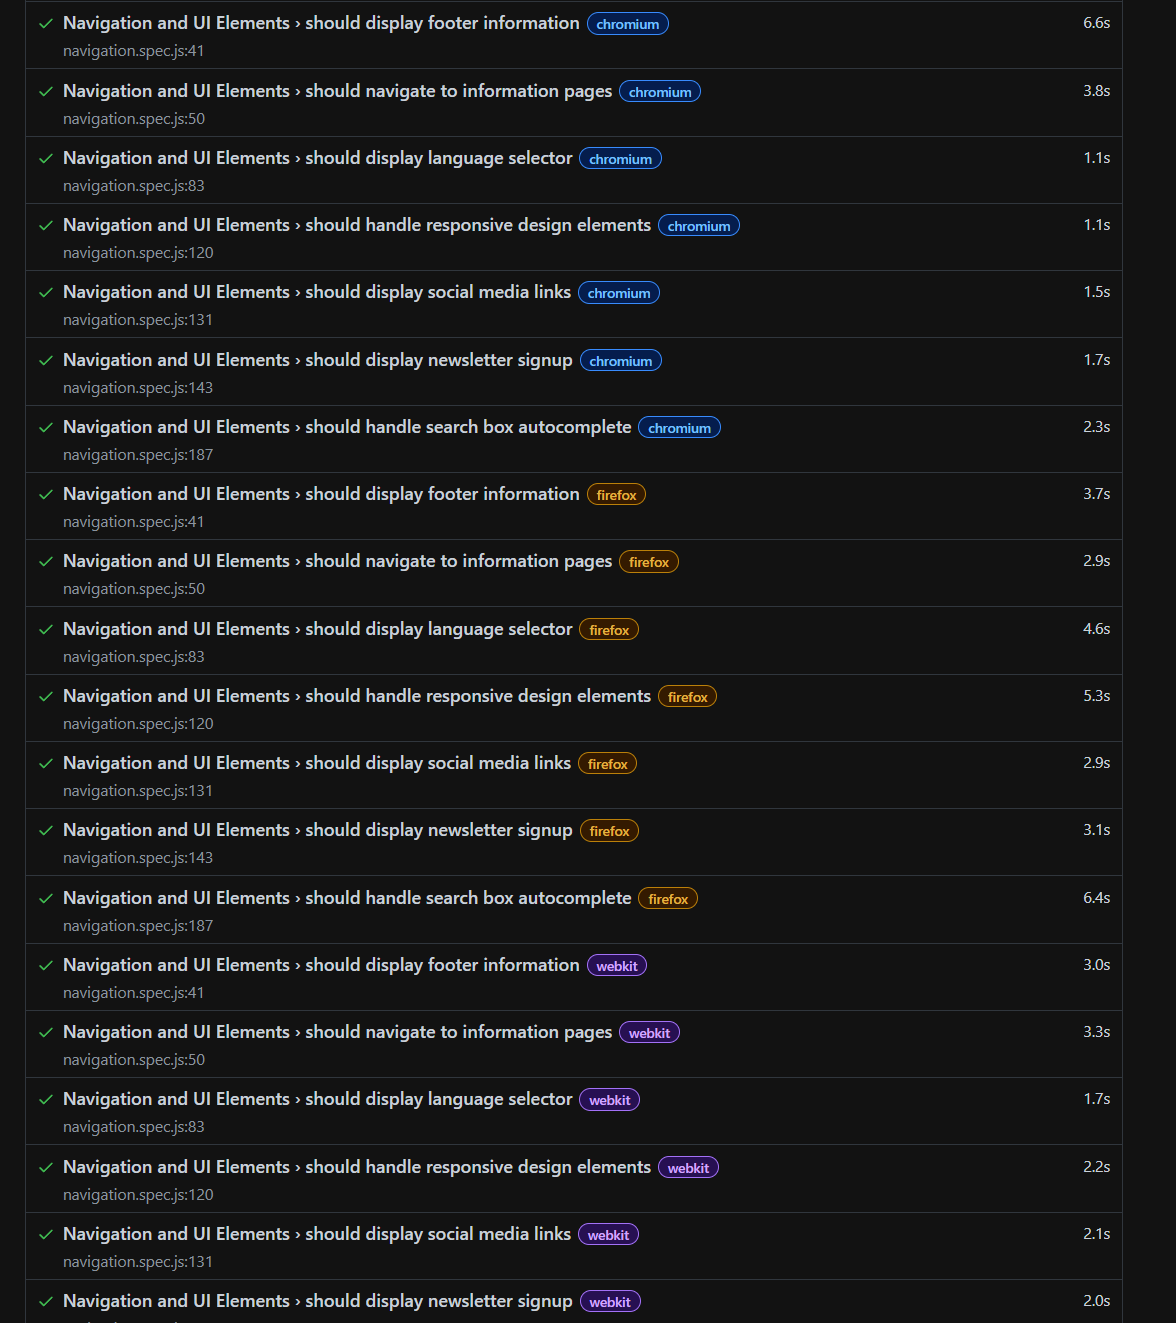 Navigation and UI Elements › should display footer information chromium 6.6s
navigation.spec.js:41
Navigation and UI Elements › should navigate to information pages chromium 3.8s
navigation.spec.js:50
Navigation and UI Elements › should display language selector chromium 1.1s
navigation.spec.js:83
Navigation and UI Elements › should handle responsive design elements chromium 1.1s
navigation.spec.js:120
Navigation and UI Elements › should display social media links chromium 1.5s
navigation.spec.js:131
Navigation and UI Elements › should display newsletter signup chromium 1.7s
navigation.spec.js:143
Navigation and UI Elements › should handle search box autocomplete chromium 2.3s
navigation.spec.js:187
Navigation and UI Elements › should display footer information firefox 3.7s
navigation.spec.js:41
Navigation and UI Elements › should navigate to information pages firefox 2.9s
navigation.spec.js:50
Navigation and UI Elements › should display language selector firefox 4.6s
navigation.spec.js:83
Navigation and UI Elements › should handle responsive design elements firefox 5.3s
navigation.spec.js:120
Navigation and UI Elements › should display social media links firefox 2.9s
navigation.spec.js:131
Navigation and UI Elements › should display newsletter signup firefox 3.1s
navigation.spec.js:143
Navigation and UI Elements › should handle search box autocomplete firefox 6.4s
navigation.spec.js:187
Navigation and UI Elements › should display footer information webkit 3.0s
navigation.spec.js:41
Navigation and UI Elements › should navigate to information pages webkit 3.3s
navigation.spec.js:50
Navigation and UI Elements › should display language selector webkit 1.7s
navigation.spec.js:83
Navigation and UI Elements › should handle responsive design elements webkit 2.2s
navigation.spec.js:120
Navigation and UI Elements › should display social media links webkit 2.1s
navigation.spec.js:131
Navigation and UI Elements › should display newsletter signup webkit 2.0s